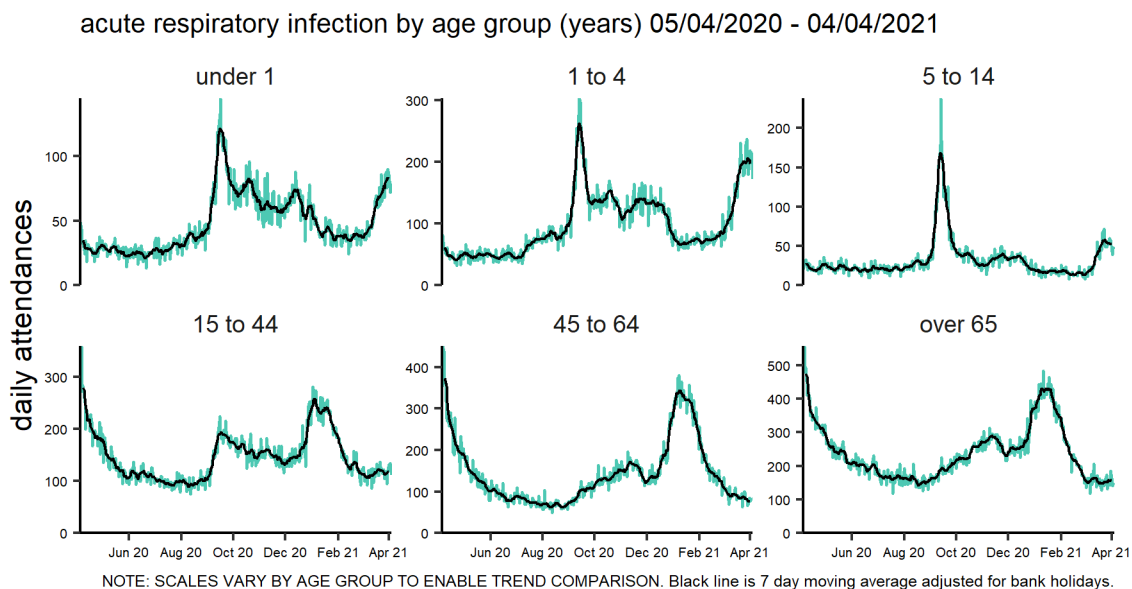 acute respiratory infection by age group (years) 05/04/2020 - 04/04/2021
under 1
1 to 4
5 to 14
100
50
0
300
200
100
0
200
150
100
50
0
daily attendances
15 to 44
45 to 64
over 65
300
200
100
0
400
300
200
100
0
500
400
300
200
100
0
Jun 20 Aug 20 Oct 20 Dec 20 Feb 21 Apr 21
Jun 20 Aug 20 Oct 20 Dec 20 Feb 21 Apr 21
Jun 20 Aug 20 Oct 20 Dec 20 Feb 21 Apr 21
NOTE: SCALES VARY BY AGE GROUP TO ENABLE TREND COMPARISON. Black line is 7 day moving average adjusted for bank holidays.